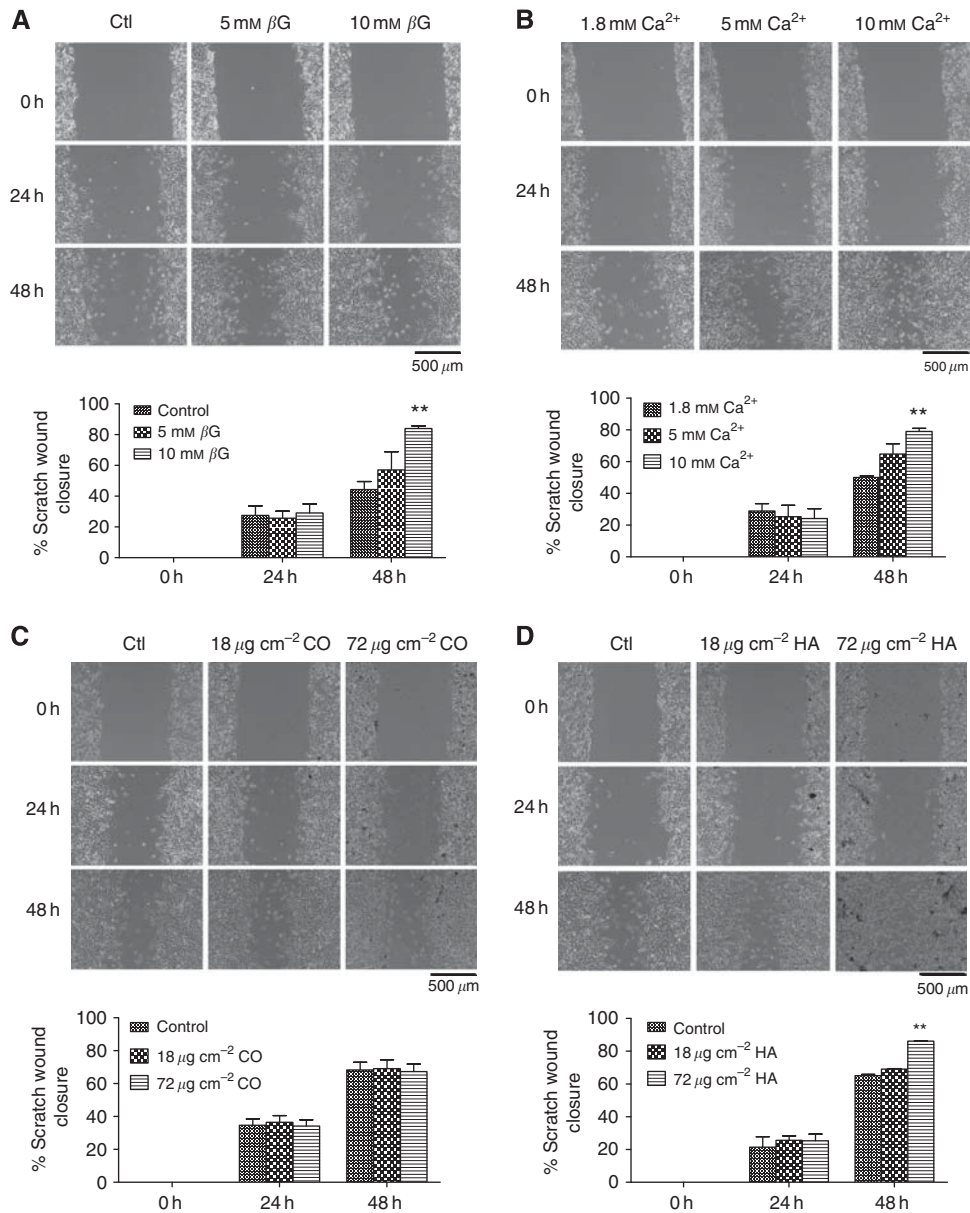 A
Ctl 5 mM βG 10 mM βG
0 h
24 h
48 h
500 μm
% Scratch wound closure
100
80
60
40
20
0
Control
5 mM βG
10 mM βG
**
0 h 24 h 48 h
B
1.8 mM Ca²⁺ 5 mM Ca²⁺ 10 mM Ca²⁺
0 h
24 h
48 h
500 μm
% Scratch wound closure
100
80
60
40
20
0
1.8 mM Ca²⁺
5 mM Ca²⁺
10 mM Ca²⁺
**
0 h 24 h 48 h
C
Ctl 18 μg cm⁻² CO 72 μg cm⁻² CO
0 h
24 h
48 h
500 μm
% Scratch wound closure
100
80
60
40
20
0
Control
18 μg cm⁻² CO
72 μg cm⁻² CO
0 h 24 h 48 h
D
Ctl 18 μg cm⁻² HA 72 μg cm⁻² HA
0 h
24 h
48 h
500 μm
% Scratch wound closure
100
80
60
40
20
0
Control
18 μg cm⁻² HA
72 μg cm⁻² HA
**
0 h 24 h 48 h